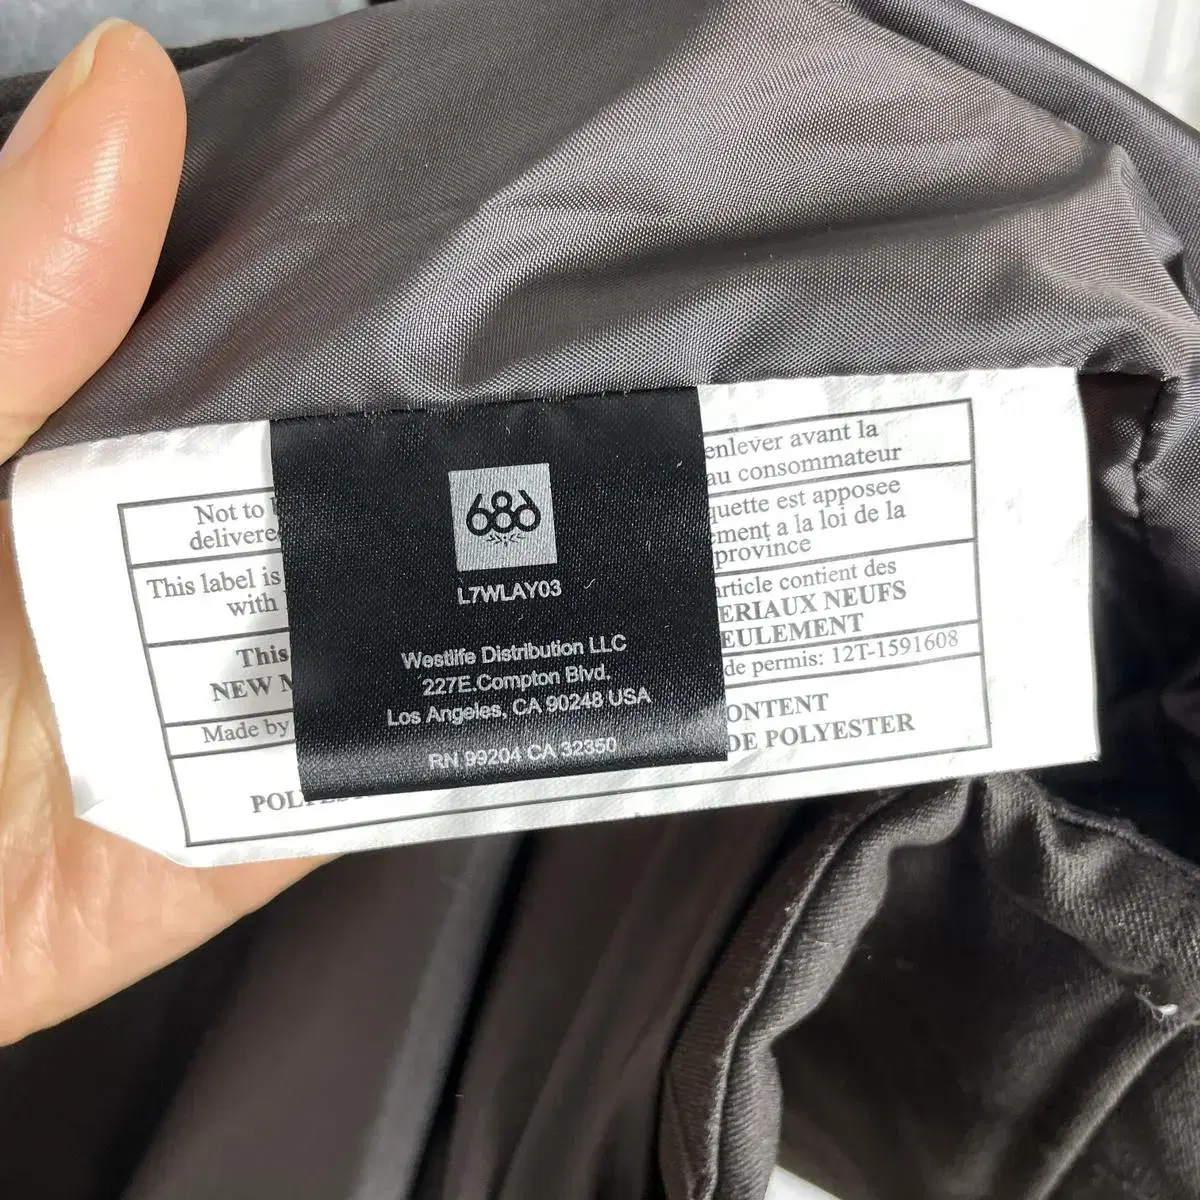 686
L7WLAY03
Westlife Distribution LLC
227E.Compton Blvd.
Los Angeles, CA 90248 USA
RN 99204 CA 32350
Not to
delivere
This label is
with
This
NEW
Made by
enlever avant la
au consommateur
quette est apposee
ement a la loi de la
province
article contient des
ERIAUX NEUFS
EULEMENT
de permis: 12T-1591608
ONTENT
DE POLYESTER